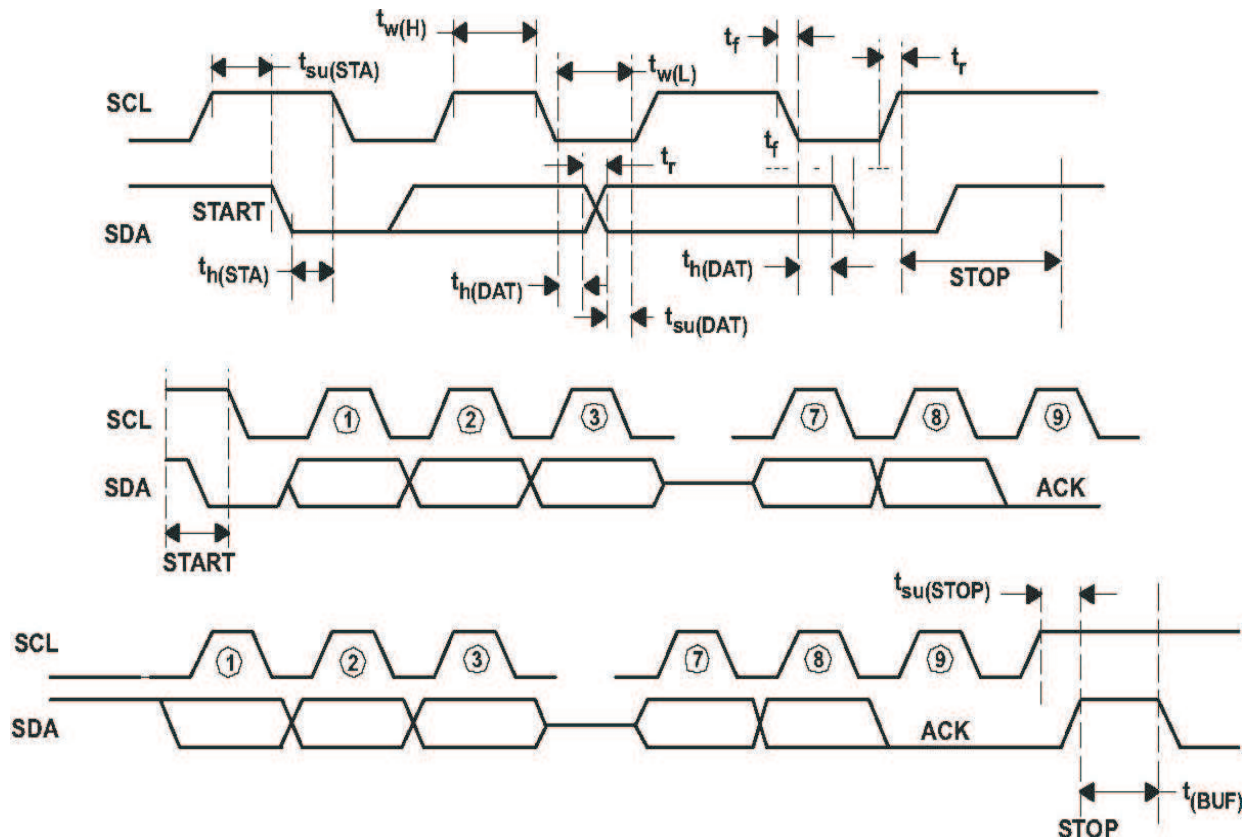 tw(H) tf
tsu(STA) tw(L) tr
SCL
tr tf
START
SDA
th(STA) th(DAT) th(DAT) STOP
tsu(DAT)
SCL 1 2 3 7 8 9
SDA ACK
START
tsu(STOP)
SCL 1 2 3 7 8 9
SDA ACK
t(BUF)
STOP